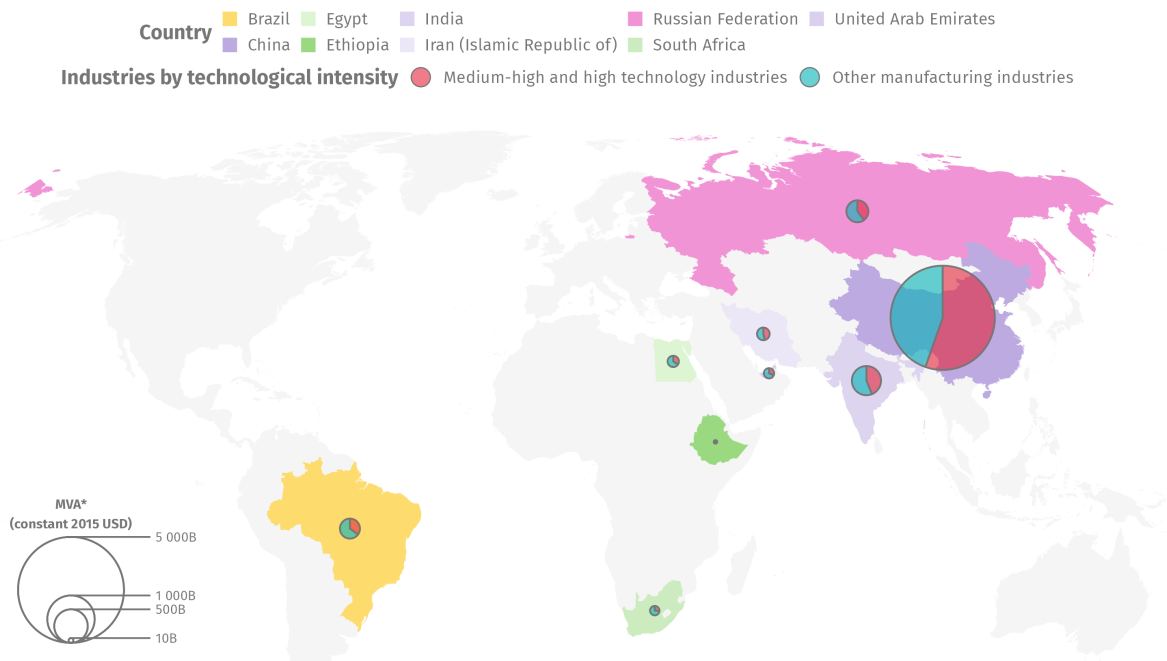 Country
Brazil Egypt India Russian Federation United Arab Emirates
China Ethiopia Iran (Islamic Republic of) South Africa
Industries by technological intensity Medium-high and high technology industries Other manufacturing industries
MVA*
(constant 2015 USD)
5 000B
1 000B
500B
10B